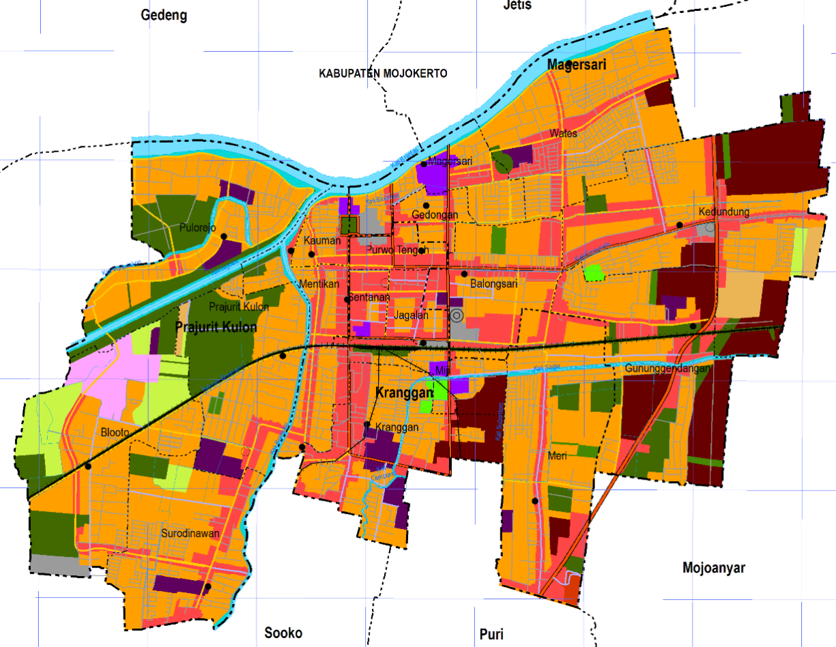 Jetis
Gedeng
Magersari
KABUPATEN MOJOKERTO
Wates
Magersari
Gedongan
Kedundung
Pulorejo
Kauman
Purwo Tengah
Mentikan
Balongsari
Sentanan
Prajurit Kulon
Jagalan
Prajurit Kulon
Miji
Gununggendangan
Kranggan
Kranggan
Blooto
Meri
Surodinawan
Mojoanyar
Sooko
Puri